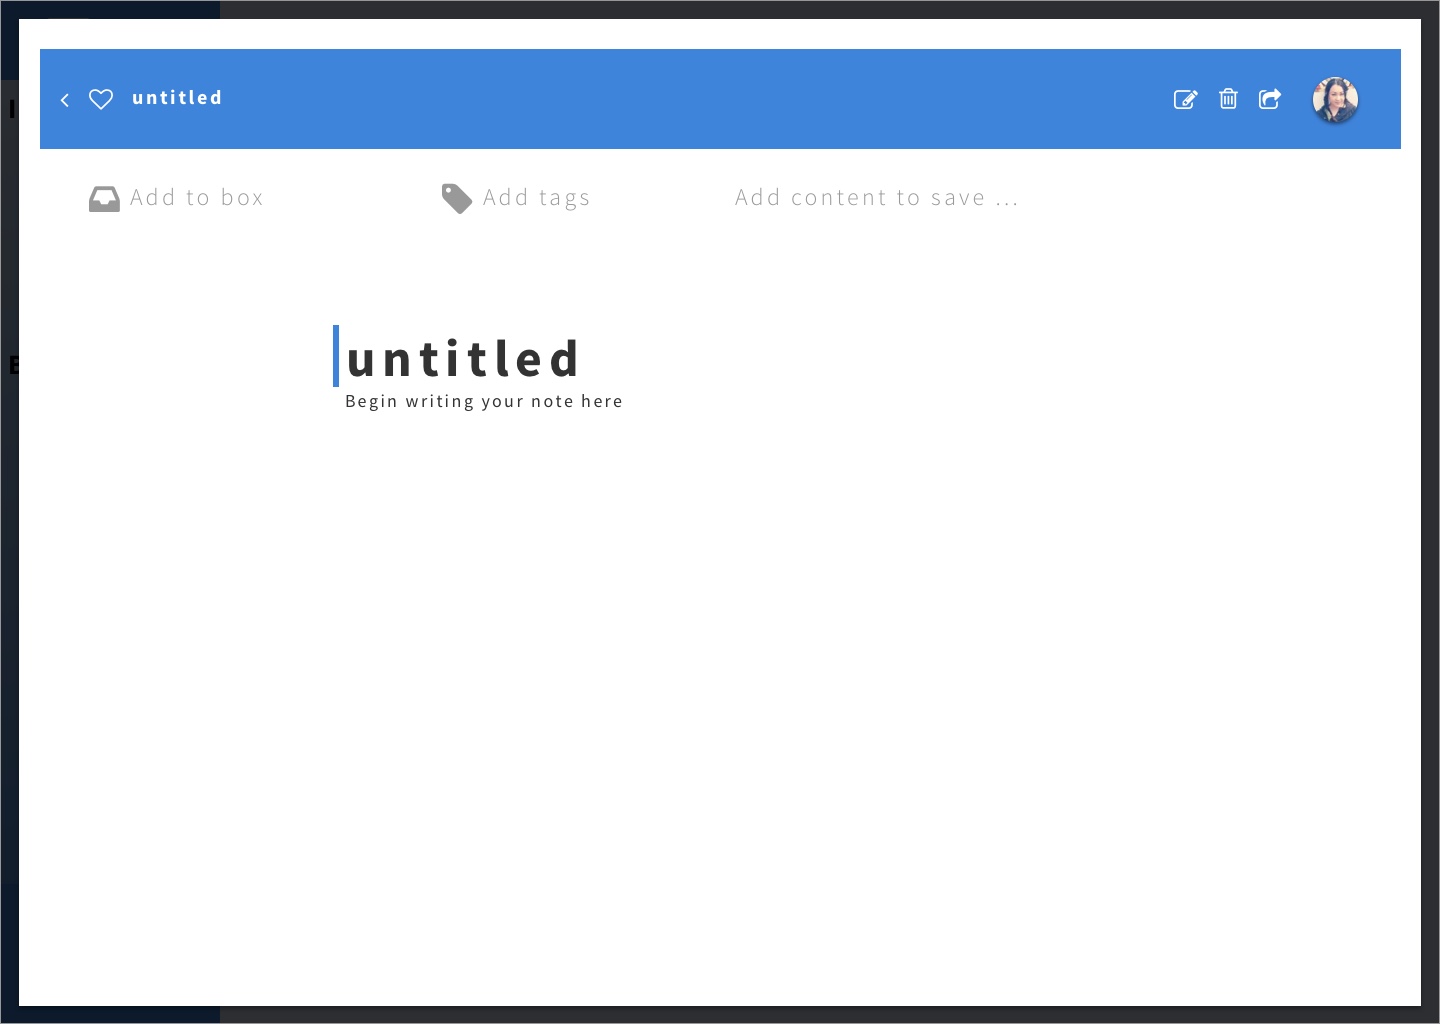 untitled
Add to box
Add tags
Add content to save ...
untitled
Begin writing your note here